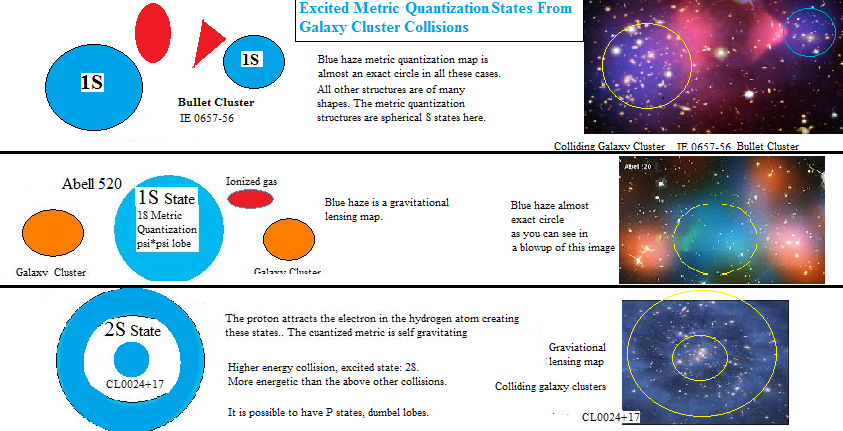 Excited Metric Quantization States From
Galaxy Cluster Collisions
1S
1S
Bullet Cluster
IE 0657-56
Blue haze metric quantization map is
almost an exact circle in all these cases.
All other structures are of many
shapes. The metric quantization
structures are spherical S states here.
Colliding Galaxy Cluster IE 0657-56 Bullet Cluster
Abell 520
1S State
1S Metric
Quantization
psi*psi lobe
Ionized gas
Galaxy Cluster
Galaxy Cluster
Blue haze is a gravitational
lensing map.
Blue haze almost
exact circle
as you can see in
a blowup of this image
Abell 520
2S State
CL0024+17
The proton attracts the electron in the hydrogen atom creating
these states.. The cuantized metric is self gravitating
Higher energy collision, excited state: 2S.
More energetic than the above other collisions.
It is possible to have P states, dumbel lobes.
Graviational
lensing map
Colliding galaxy clusters
CL0024+17